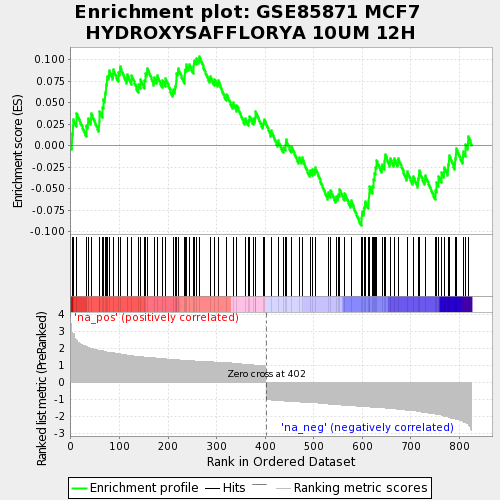 Enrichment plot: GSE85871 MCF7
HYDROXYSAFFLORYA 10UM 12H
Enrichment score (ES)
0.100
0.075
0.050
0.025
0.000
-0.025
-0.050
-0.075
-0.100
'na_pos' (positively correlated)
Ranked list metric (PreRanked)
4
3
2
1
0
-1
-2
-3
Zero cross at 402
'na_neg' (negatively correlated)
0 100 200 300 400 500 600 700 800
Rank in Ordered Dataset
Enrichment profile Hits Ranking metric scores